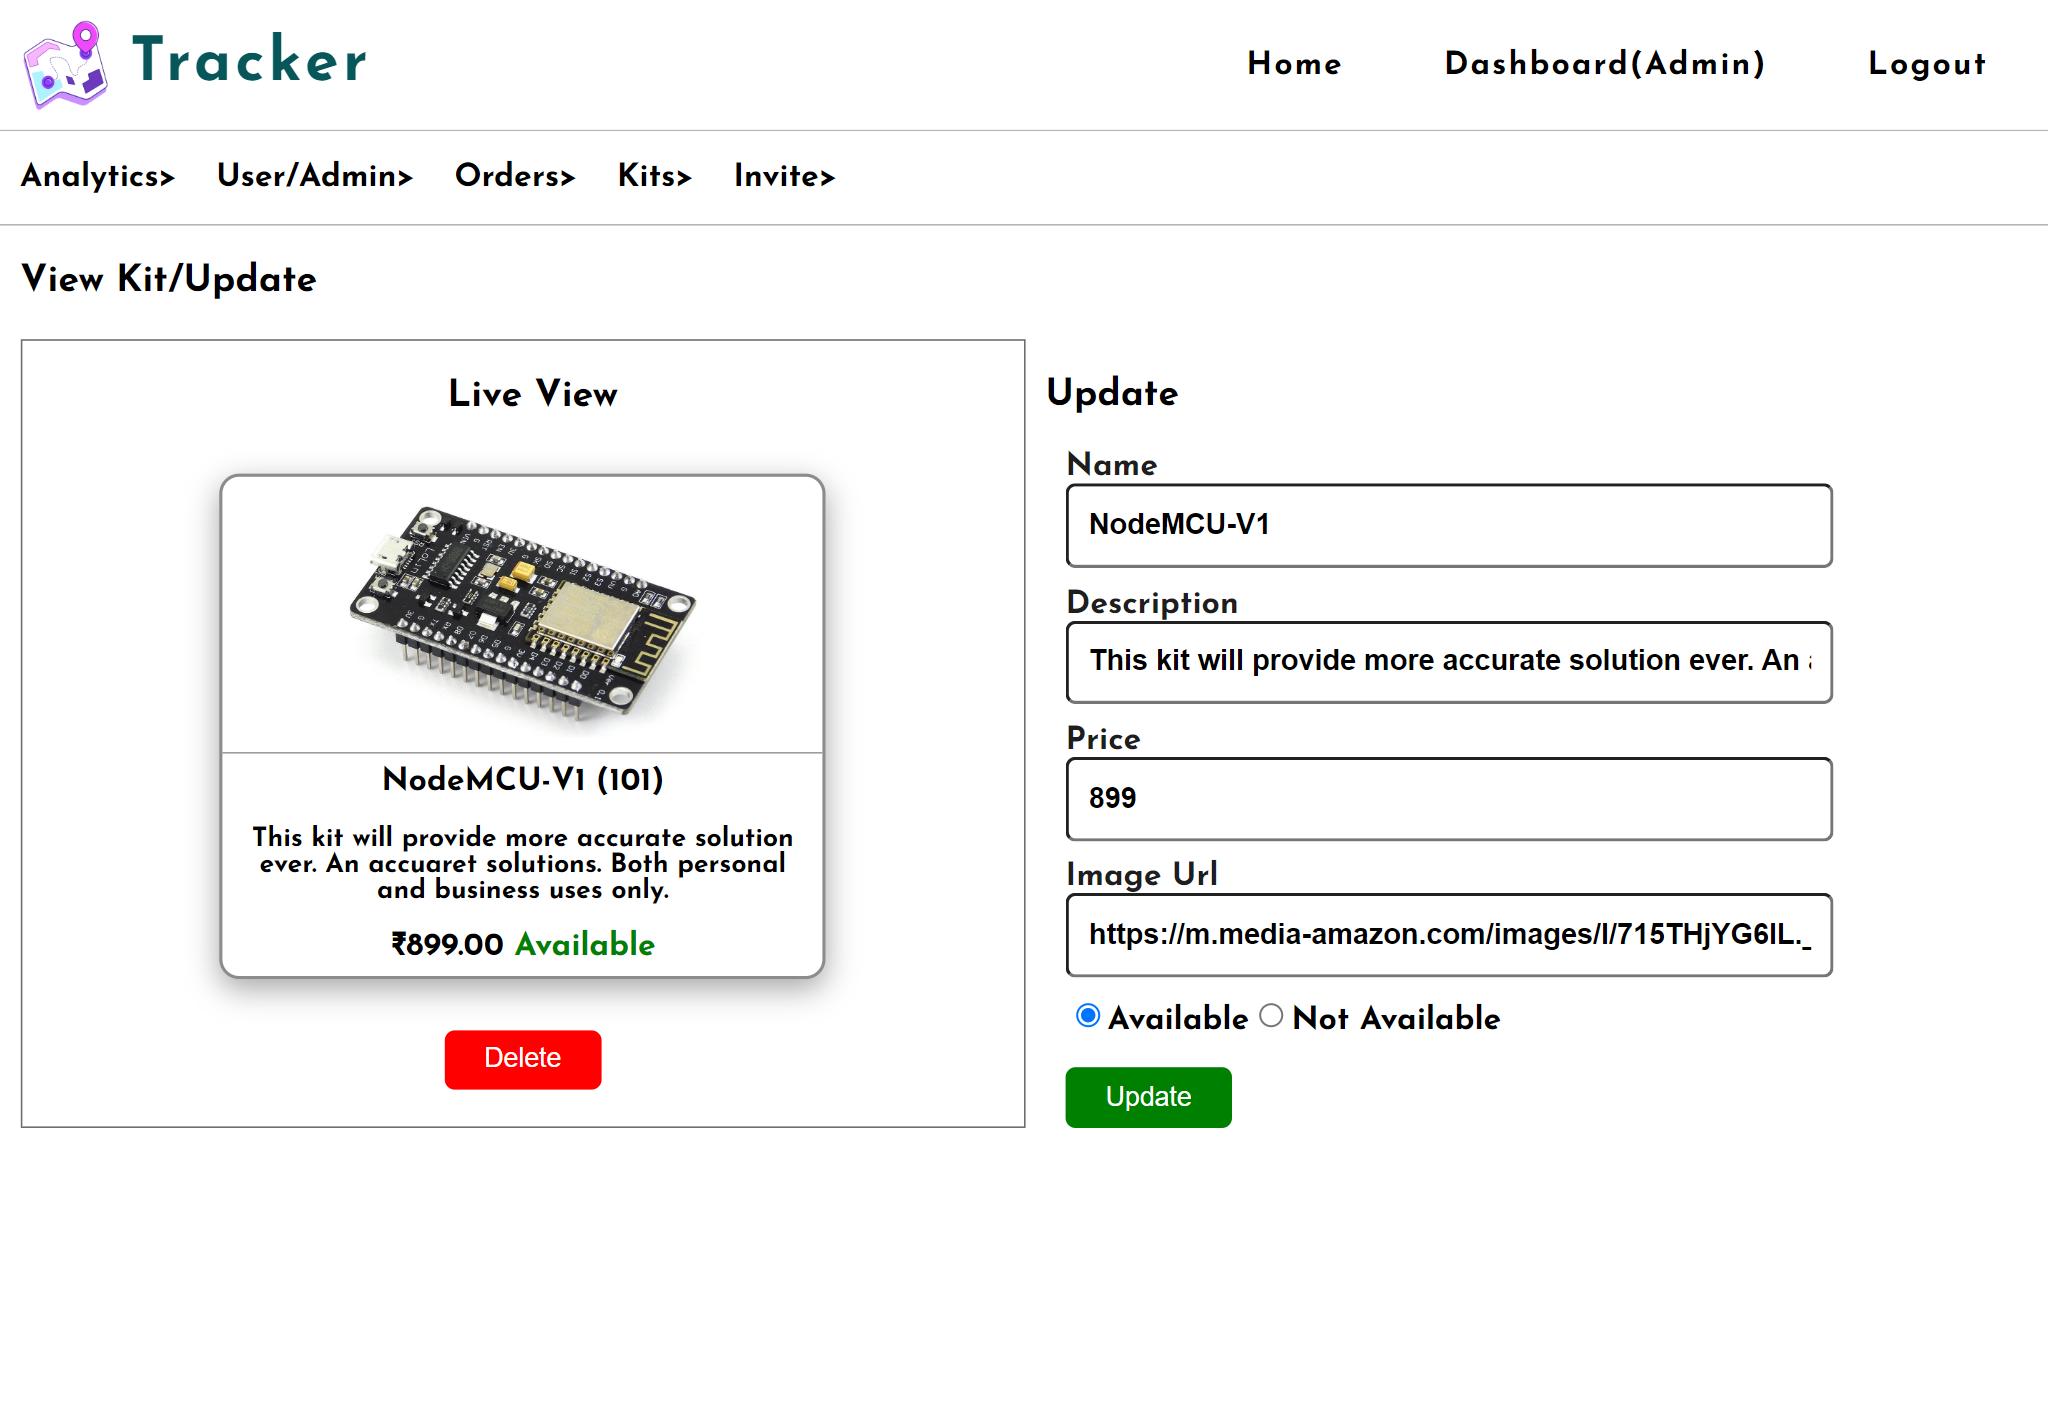 Tracker
Home Dashboard(Admin) Logout
Analytics> User/Admin> Orders> Kits> Invite>
View Kit/Update
Live View
NodeMCU-V1 (101)
This kit will provide more accurate solution
ever. An accuaret solutions. Both personal
and business uses only.
₹899.00 Available
Delete
Update
Name
NodeMCU-V1
Description
This kit will provide more accurate solution ever. An
Price
899
Image Url
https://m.media-amazon.com/images/I/715THjYG6IL._
Available Not Available
Update